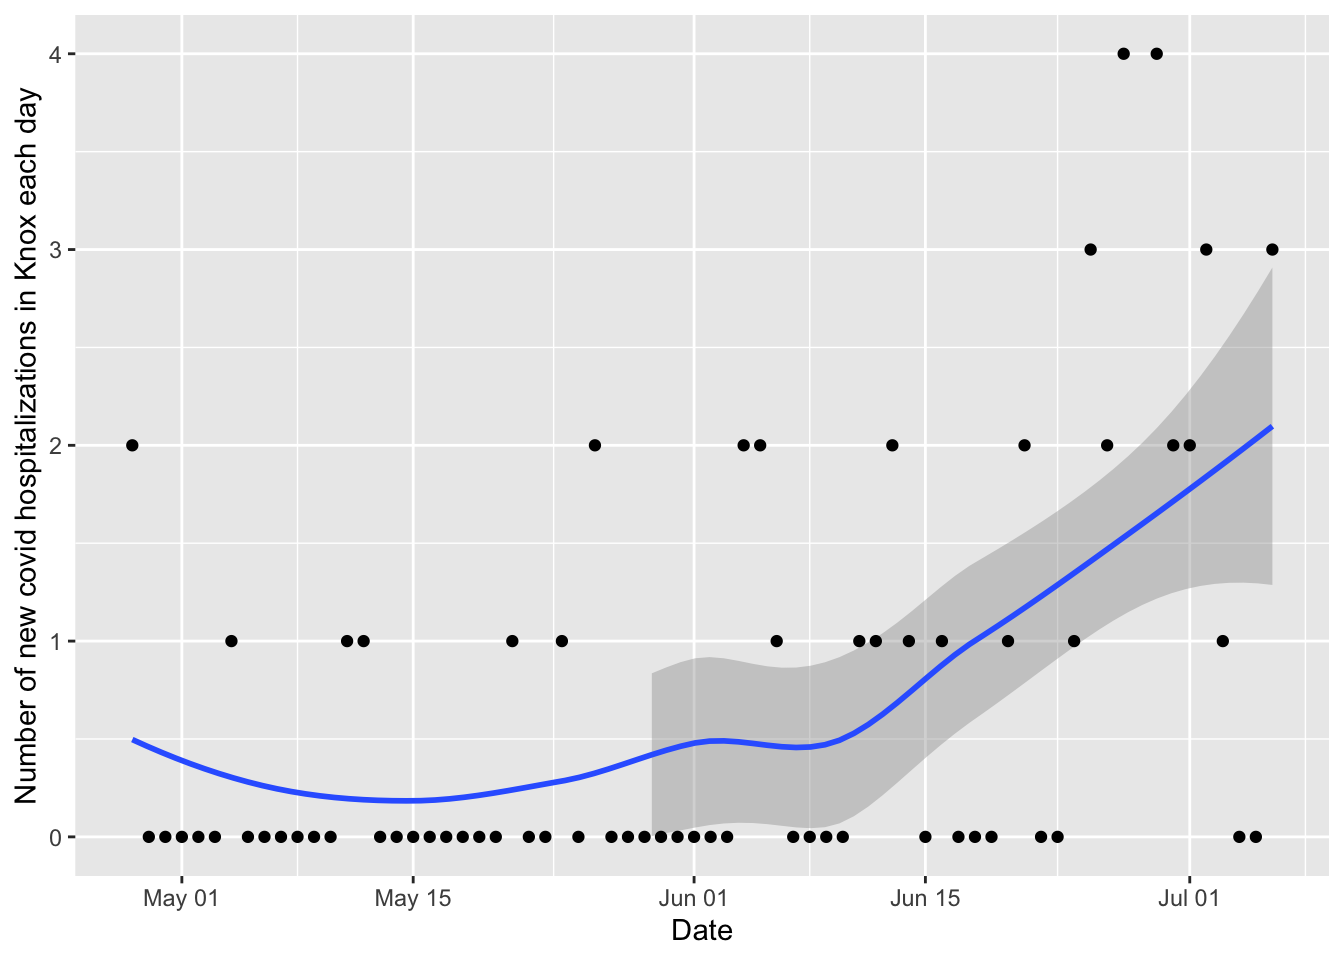 Number of new covid hospitalizations in Knox each day
4
3
2
1
0
May 01
May 15
Jun 01
Jun 15
Jul 01
Date